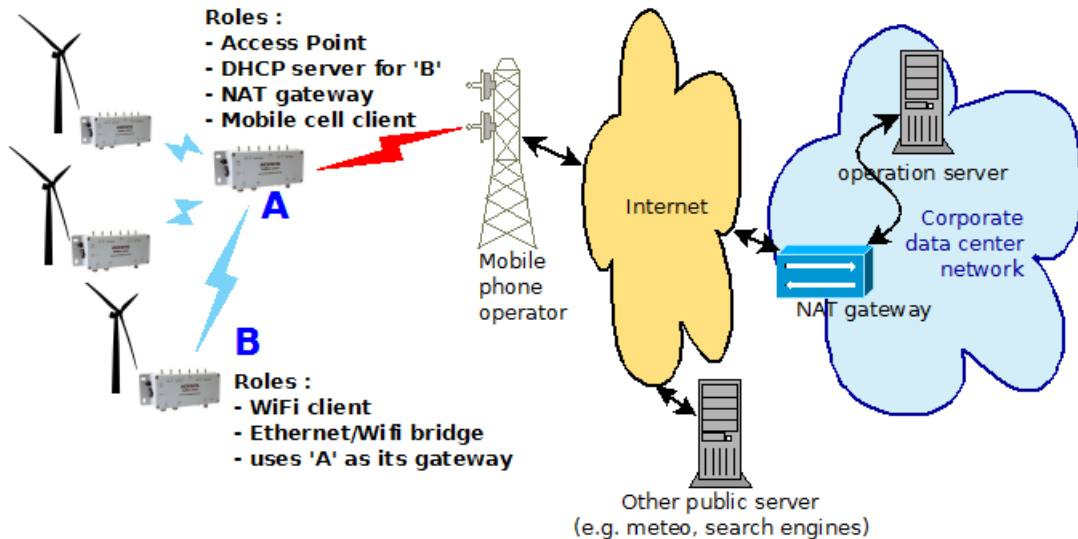 Roles :
- Access Point
- DHCP server for 'B'
- NAT gateway
- Mobile cell client
A
B
Roles :
- WiFi client
- Ethernet/Wifi bridge
- uses 'A' as its gateway
Mobile
phone
operator
Internet
operation server
Corporate
data center
network
NAT gateway
Other public server
(e.g. meteo, search engines)